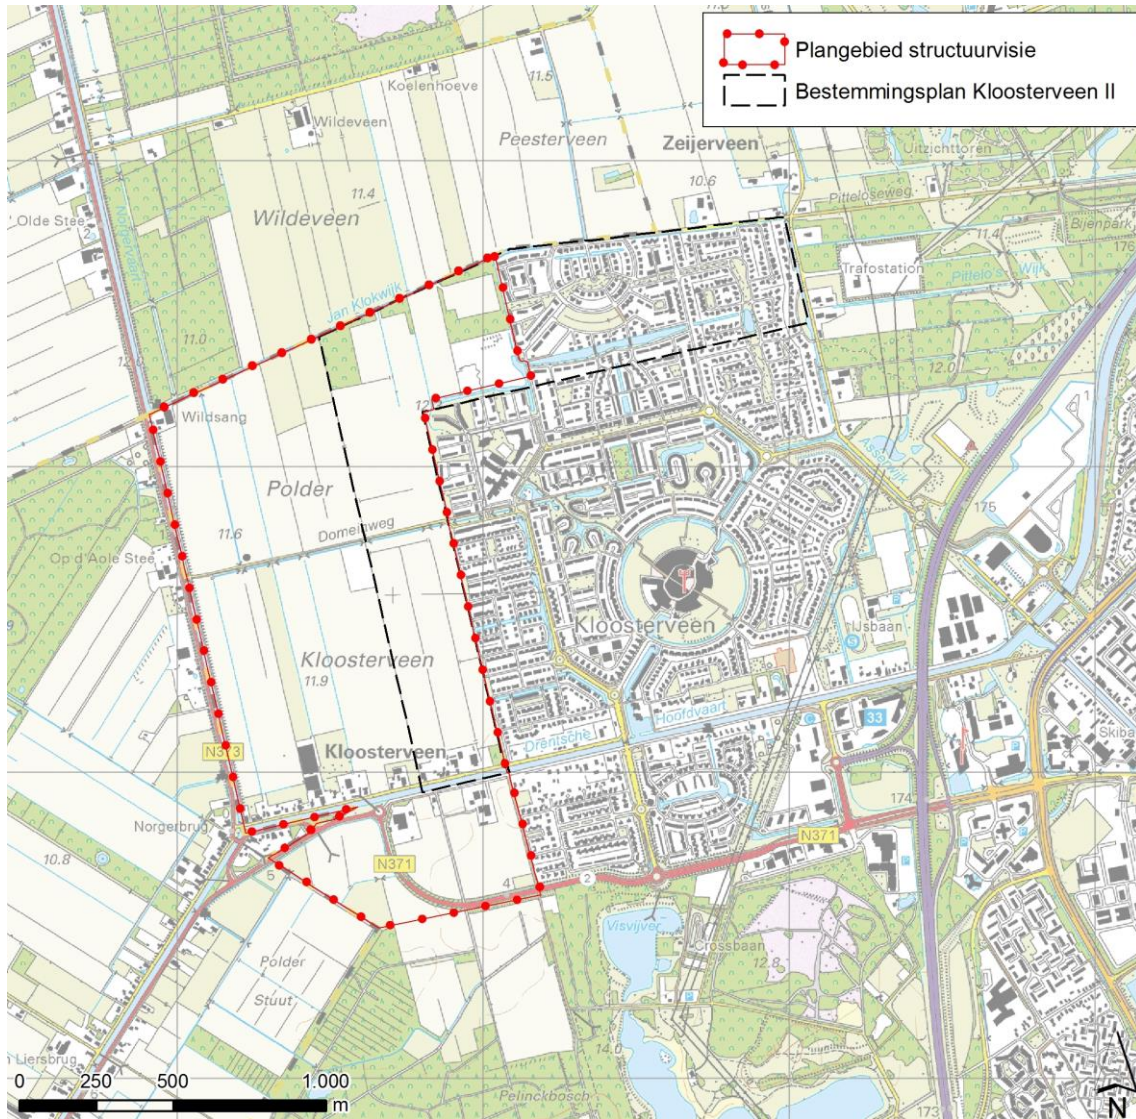 Plangebied structuurvisie
Bestemmingsplan Kloosterveen II
Koelenhoeve
11.5
Wildeveen
Peesterveen
Zeijerveen
Uitzichttoren
11.4
10.6
Pitteloseweg
Olde Stee
Wildeveen
11.4
Bijenpark
Norgervaart
Trafostation
Pittelo's Wijk
176
Jan Klokwijk
11.0
12.0
Wildsang
Polder
175
11.6
Domeinweg
Op d'Aole Stee
IJsbaan
Kloosterveen
Kloosterveen
11.9
Hoofdvaart
33
Drentsche
N373
Kloosterveen
174
Norgerbrug
N371
10.8
N371
5
4
2
Visvijver
Crossbaan
12.8
Polder
Stuut
14.0
Liersbrug
Pelinckbosch
173
0 250 500 1.000
m
N